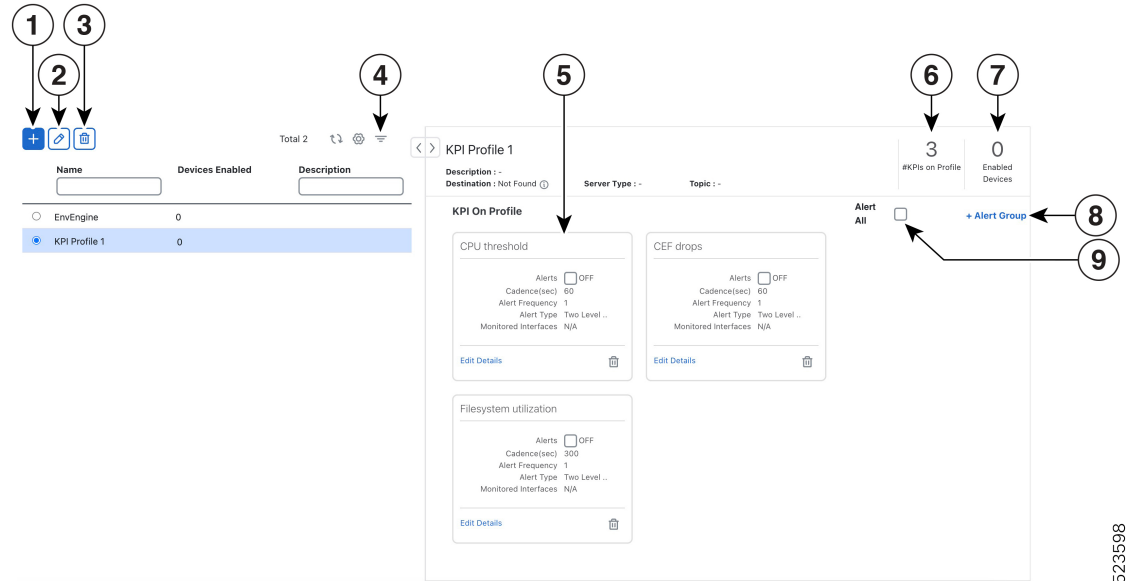 1
3
2
4
5
6
7
Total 2
Name
Devices Enabled
Description
EnvEngine
0
KPI Profile 1
0
KPI Profile 1
Description : -
Destination : Not Found
Server Type : -
Topic : -
3
#KPIs on Profile
0
Enabled
Devices
KPI On Profile
Alert
All
+ Alert Group
8
9
CPU threshold
Alerts OFF
Cadence(sec) 60
Alert Frequency 1
Alert Type Two Level ..
Monitored Interfaces N/A
Edit Details
CEF drops
Alerts OFF
Cadence(sec) 60
Alert Frequency 1
Alert Type Two Level ..
Monitored Interfaces N/A
Edit Details
Filesystem utilization
Alerts OFF
Cadence(sec) 300
Alert Frequency 1
Alert Type Two Level ..
Monitored Interfaces N/A
Edit Details
523598